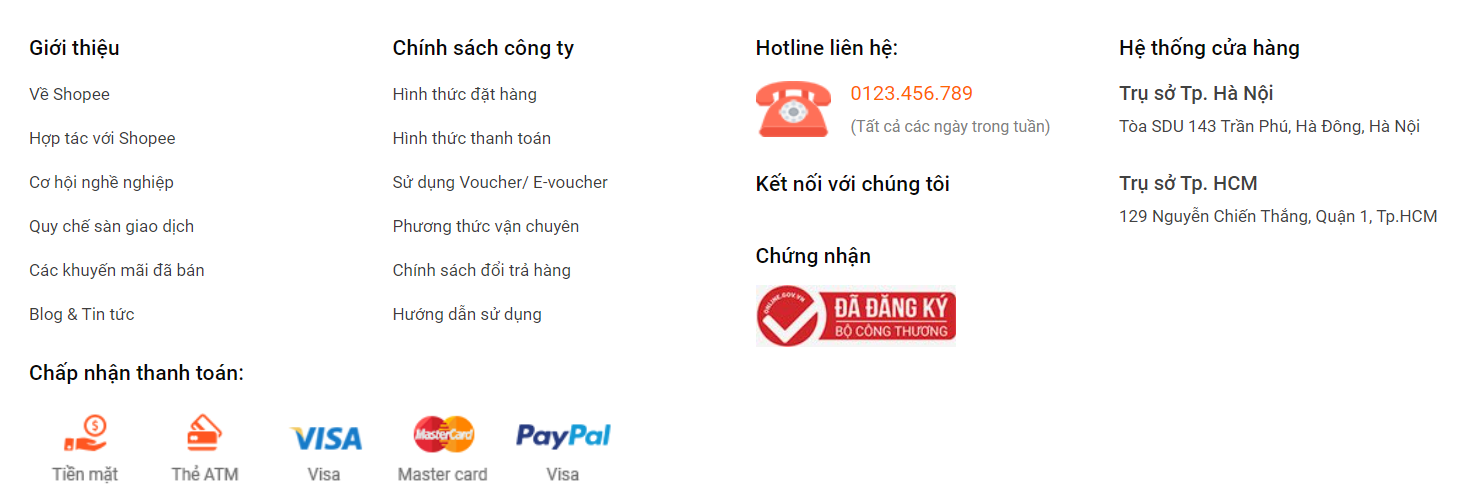 Giới thiệu
Về Shopee
Hợp tác với Shopee
Cơ hội nghề nghiệp
Quy chế sàn giao dịch
Các khuyến mãi đã bán
Blog & Tin tức
Chính sách công ty
Hình thức đặt hàng
Hình thức thanh toán
Sử dụng Voucher/ E-voucher
Phương thức vận chuyên
Chính sách đổi trả hàng
Hướng dẫn sử dụng
Hotline liên hệ:
0123.456.789
(Tất cả các ngày trong tuần)
Kết nối với chúng tôi
Chứng nhận
ONLINE.GOV.VN
ĐÃ ĐĂNG KÝ
BỘ CÔNG THƯƠNG
Hệ thống cửa hàng
Trụ sở Tp. Hà Nội
Tòa SDU 143 Trần Phú, Hà Đông, Hà Nội
Trụ sở Tp. HCM
129 Nguyễn Chiến Thắng, Quận 1, Tp.HCM
Chấp nhận thanh toán:
$
VISA
MasterCard
PayPal
Tiền mặt
Thẻ ATM
Visa
Master card
Visa